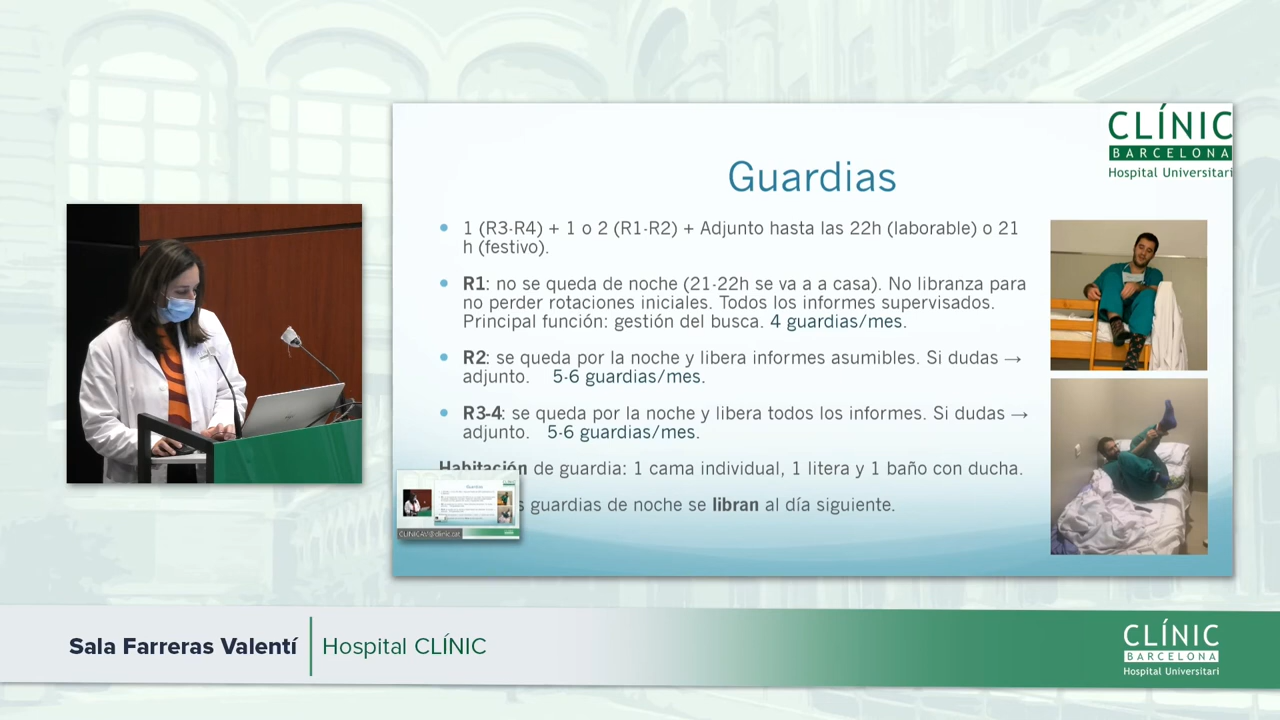 CLÍNIC
BARCELONA
Hospital Universitari
Guardias
• 1 (R3-R4) + 1 o 2 (R1-R2) + Adjunto hasta las 22h (laborable) o 21
h (festivo).
• R1: no se queda de noche (21-22h se va a a casa). No libranza para
no perder rotaciones iniciales. Todos los informes supervisados.
Principal función: gestión del busca. 4 guardias/mes.
• R2: se queda por la noche y libera informes asumibles. Si dudas →
adjunto. 5-6 guardias/mes.
• R3-4: se queda por la noche y libera todos los informes. Si dudas →
adjunto. 5-6 guardias/mes.
Habitación de guardia: 1 cama individual, 1 litera y 1 baño con ducha.
guardias de noche se libran al día siguiente.
Guardias
Sala Farreras Valentí
Hospital CLÍNIC
CLÍNIC
BARCELONA
Hospital Universitari